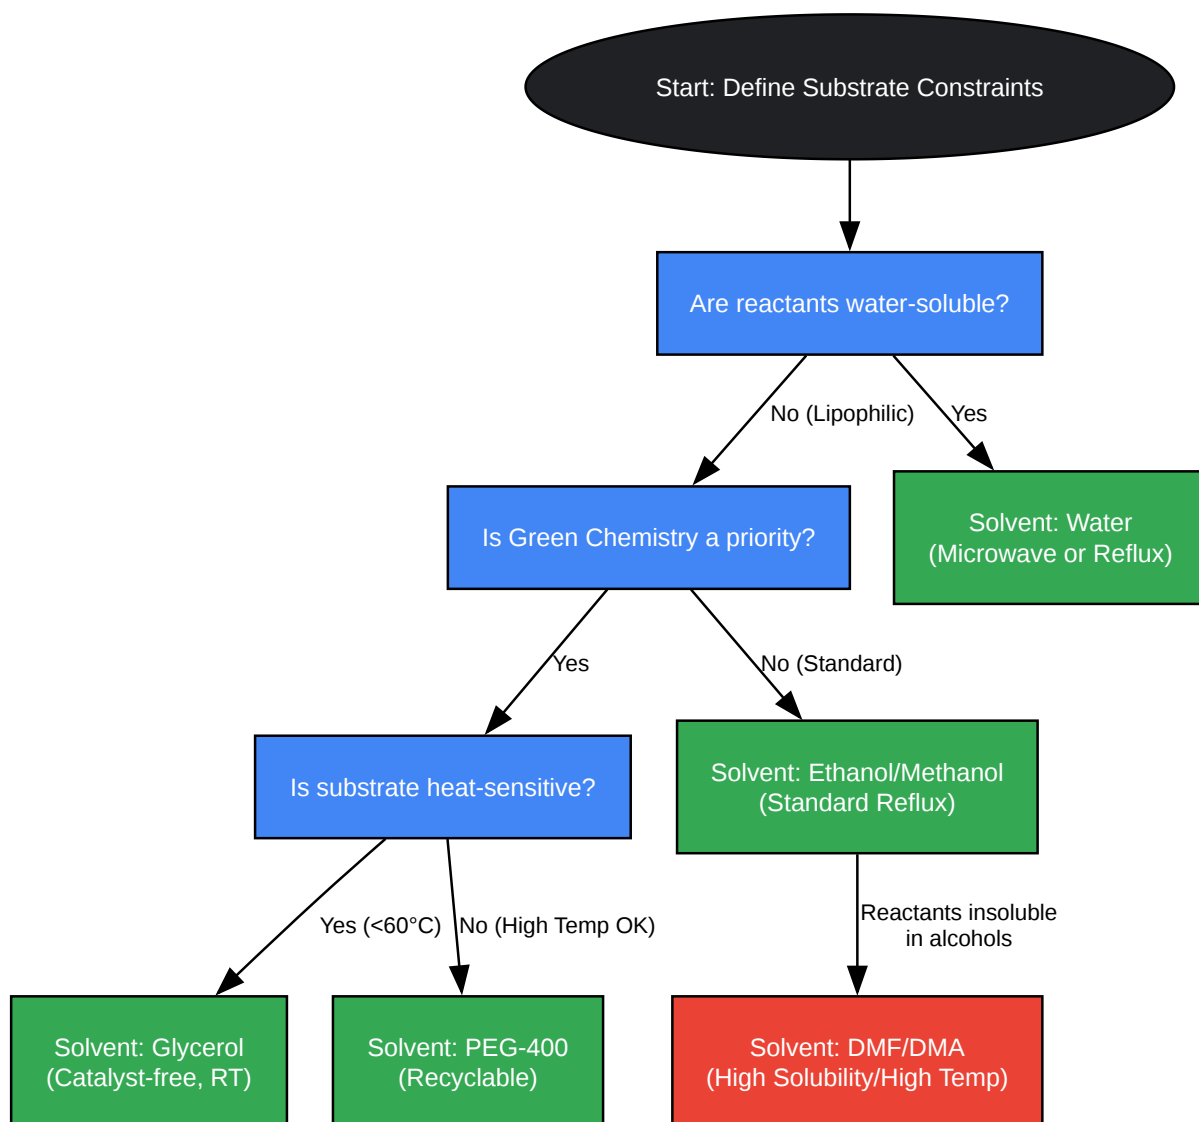 Start: Define Substrate Constraints
Are reactants water-soluble?
No (Lipophilic)
Yes
Solvent: Water
(Microwave or Reflux)
Is Green Chemistry a priority?
Yes
No (Standard)
Is substrate heat-sensitive?
Solvent: Ethanol/Methanol
(Standard Reflux)
Yes (<60°C)
No (High Temp OK)
Reactants insoluble
in alcohols
Solvent: Glycerol
(Catalyst-free, RT)
Solvent: PEG-400
(Recyclable)
Solvent: DMF/DMA
(High Solubility/High Temp)